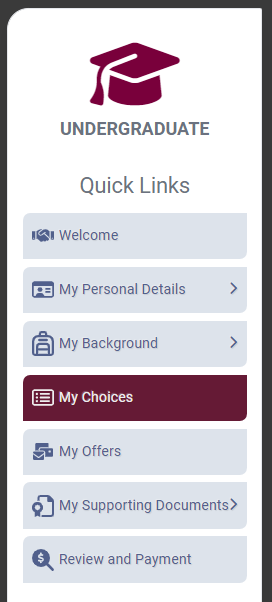 UNDERGRADUATE
Quick Links
Welcome
My Personal Details
My Background
My Choices
My Offers
My Supporting Documents
Review and Payment